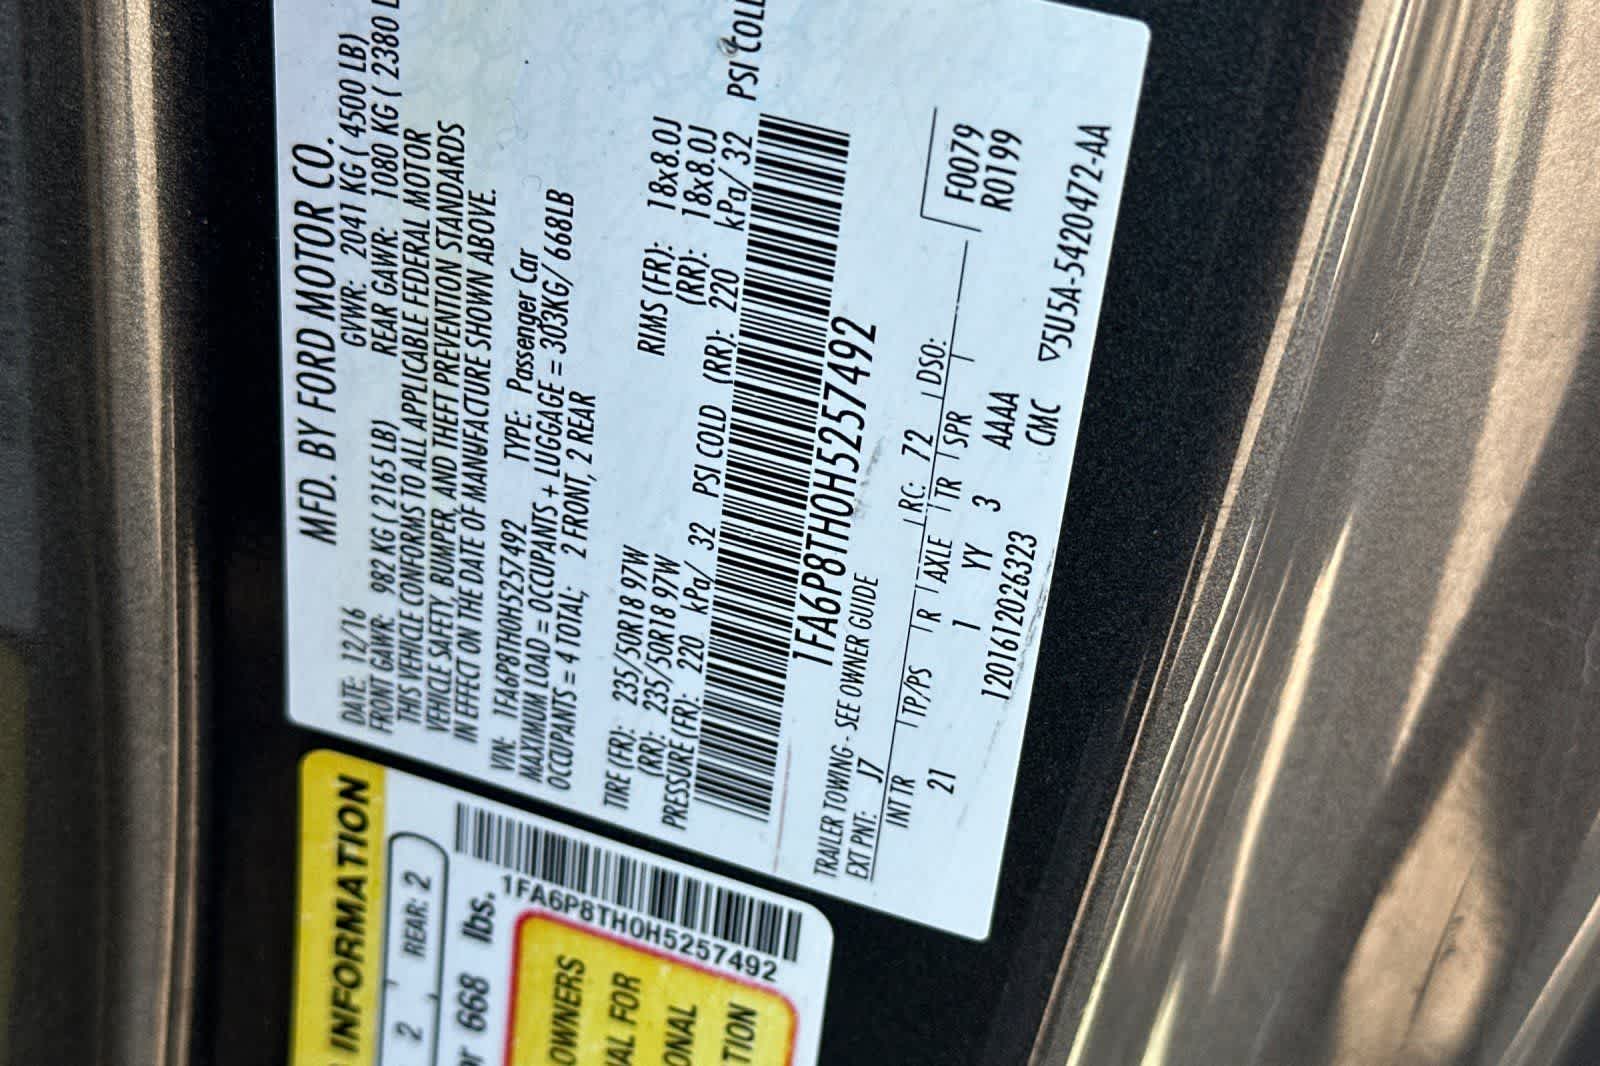 MFD. BY FORD MOTOR CO.
DATE: 12/16 GVWR: 2041 KG ( 4500 LB)
FRONT GAWR: 982 KG ( 2165 LB) REAR GAWR: 1080 KG ( 2380 L
THIS VEHICLE CONFORMS TO ALL APPLICABLE FEDERAL MOTOR
VEHICLE SAFETY, BUMPER, AND THEFT PREVENTION STANDARDS
IN EFFECT ON THE DATE OF MANUFACTURE SHOWN ABOVE.
VIN: 1FA6P8TH0H5257492 TYPE: Passenger Car
MAXIMUM LOAD = OCCUPANTS + LUGGAGE = 303KG/ 668LB
OCCUPANTS = 4 TOTAL; 2 FRONT, 2 REAR
TIRE (FR): 235/50R18 97W RIMS (FR): 18x8.0J
(RR): 235/50R18 97W (RR): 18x8.0J
PRESSURE (FR): 220 kPa/ 32 PSI COLD (RR): 220 kPa/ 32 PSI COLD
1FA6P8TH0H5257492
TRAILER TOWING - SEE OWNER GUIDE
F0079
R0199
EXT PNT: J7 RC: 72 DSO:
INT TR TP/PS R AXLE TR SPR
21 1 YY 3 AAAA
1201612026323 CMC ▽5U5A-5420472-AA
INFORMATION
2 REAR: 2
or 668 lbs.
1FA6P8TH0H5257492
OWNERS
UAL FOR
IONAL
TION